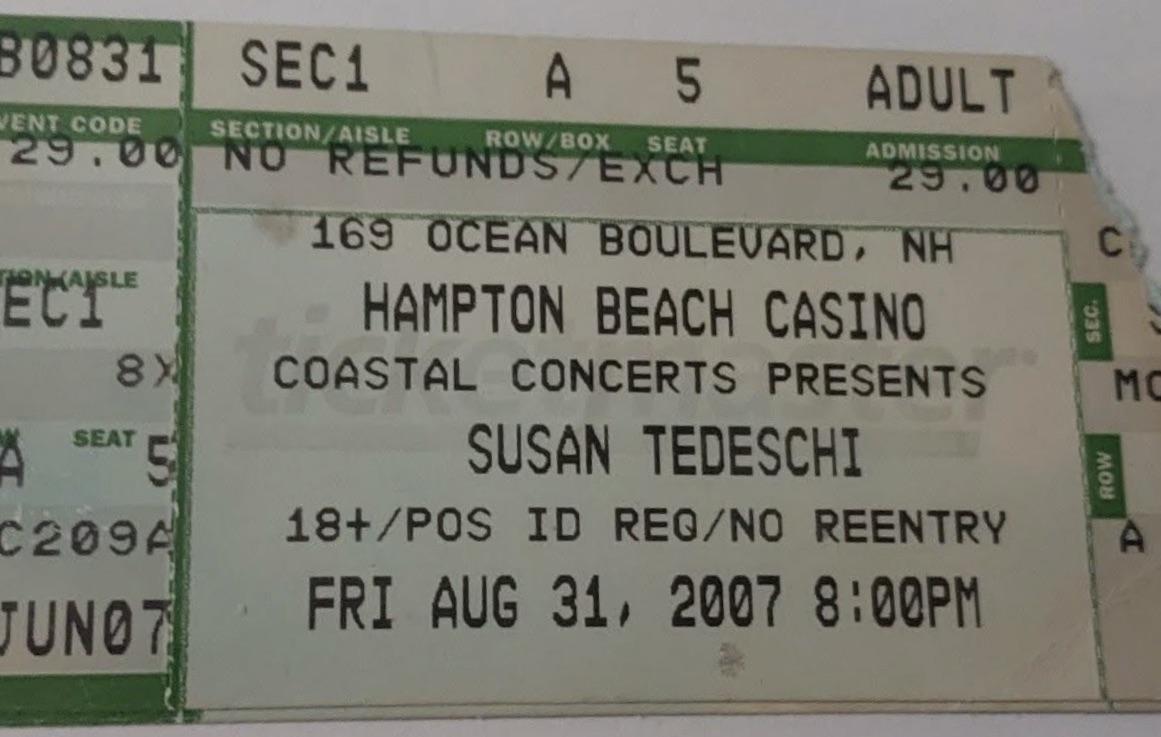 B0831 SEC1 A 5 ADULT
VENT CODE SECTION/AISLE ROW/BOX SEAT ADMISSION
29.00 NO REFUNDS/EXCH 29.00
169 OCEAN BOULEVARD, NH
TION/AISLE
EC1 HAMPTON BEACH CASINO
SEC.
8X COASTAL CONCERTS PRESENTS MO
ticketmaster
A SEAT 5 SUSAN TEDESCHI
ROW
C209A 18+/POS ID REQ/NO REENTRY A
JUN07 FRI AUG 31, 2007 8:00PM